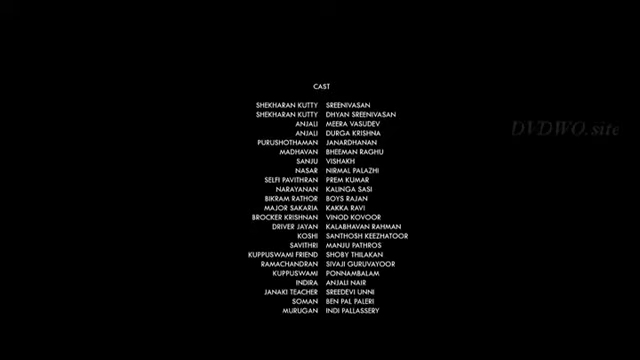 CAST
SHEKHARAN KUTTY SREENIVASAN
SHEKHARAN KUTTY DHYAN SREENIVASAN
ANJALI MEERA VASUDEV
ANJALI DURGA KRISHNA
PURUSHOTHAMAN JANARDHANAN
MADHAVAN BHEEMAN RAGHU
SANJU VISHAKH
NASAR NIRMAL PALAZHI
SELFI PAVITHRAN PREM KUMAR
NARAYANAN KALINGA SASI
BIKRAM RATHOR BOYS RAJAN
MAJOR SAKARIA KAKKA RAVI
BROCKER KRISHNAN VINOD KOVOOR
DRIVER JAYAN KALABHAVAN RAHMAN
KOSHI SANTHOSH KEEZHATOOR
SAVITHRI MANJU PATHROS
KUPPUSWAMI FRIEND SHOBY THILAKAN
RAMACHANDRAN SIVAJI GURUVAYOOR
KUPPUSWAMI PONNAMBALAM
INDIRA ANJALI NAIR
JANAKI TEACHER SREEDEVI UNNI
SOMAN BEN PAL PALERI
MURUGAN INDI PALLASSERY
DVDWO.site